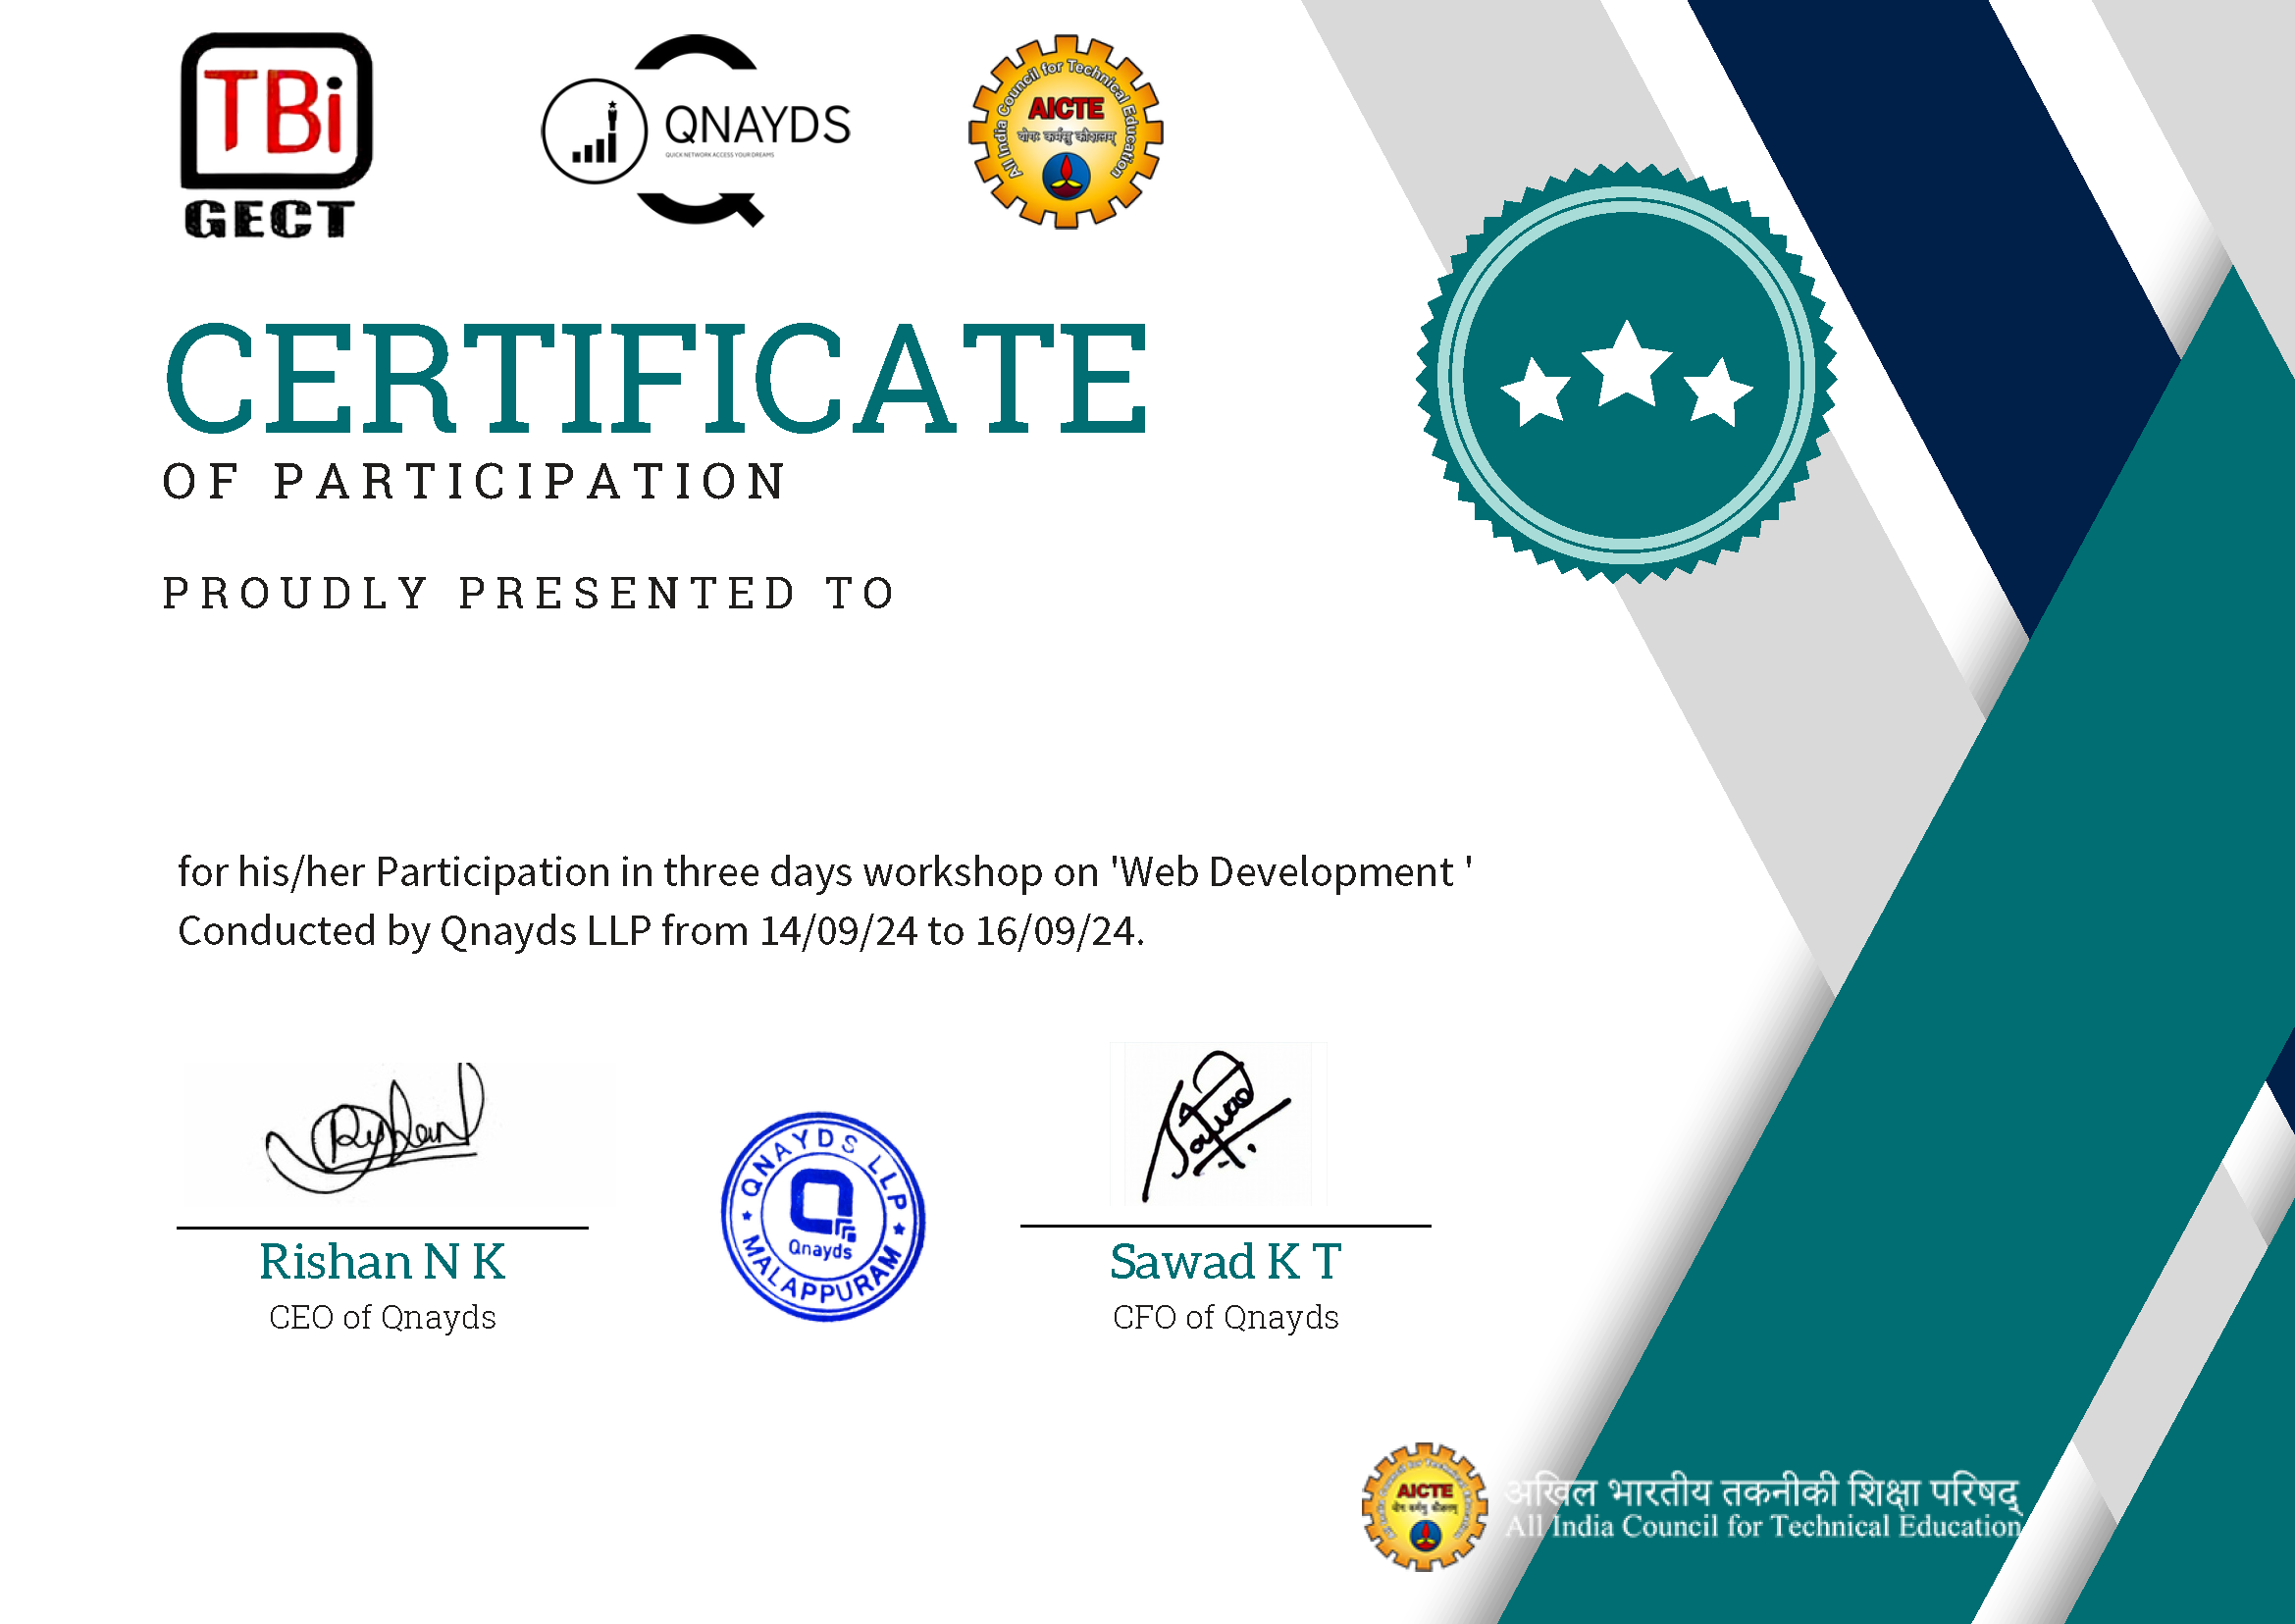 TBi
GECT
QNAYDS
QUICK NETWORK ACCESS YOUR DREAMS
All India Council for Technical Education
AICTE
योगः कर्मसु कौशलम्
CERTIFICATE
OF PARTICIPATION
PROUDLY PRESENTED TO
for his/her Participation in three days workshop on 'Web Development '
Conducted by Qnayds LLP from 14/09/24 to 16/09/24.
QNAYDS LLP
Qnayds
MALAPPURAM
Rishan N K
CEO of Qnayds
Sawad K T
CFO of Qnayds
AICTE
अखिल भारतीय तकनीकी शिक्षा परिषद्
All India Council for Technical Education